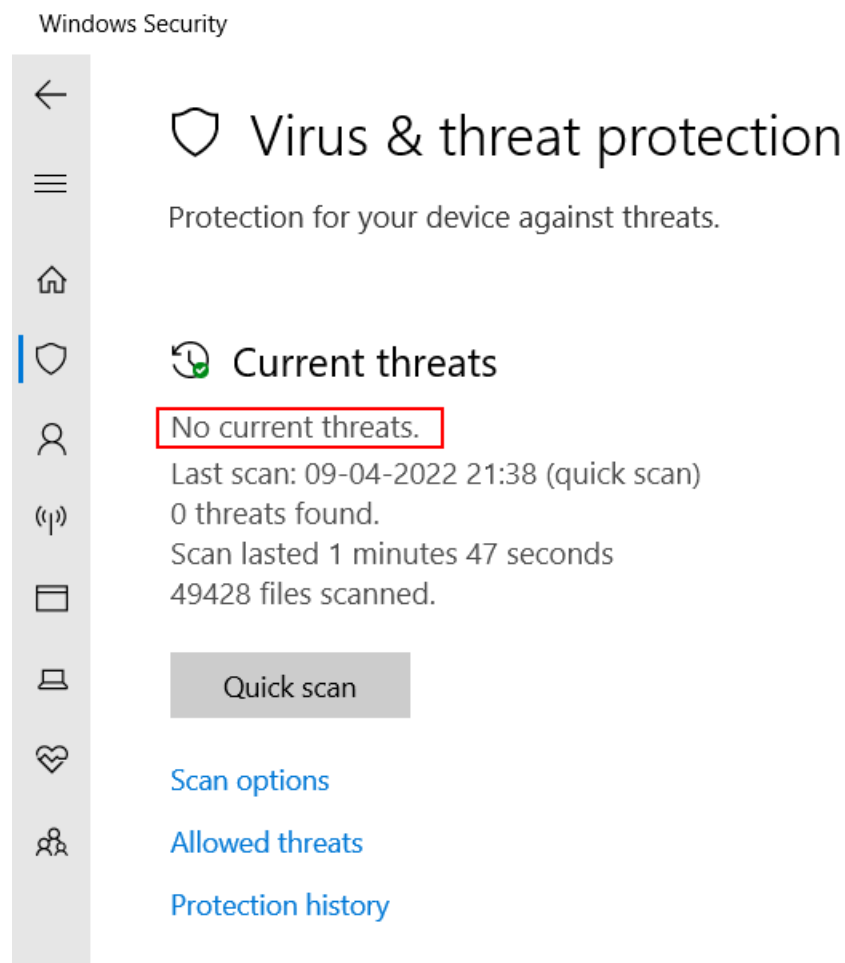 Windows Security
Virus & threat protection
Protection for your device against threats.
Current threats
No current threats.
Last scan: 09-04-2022 21:38 (quick scan)
0 threats found.
Scan lasted 1 minutes 47 seconds
49428 files scanned.
Quick scan
Scan options
Allowed threats
Protection history